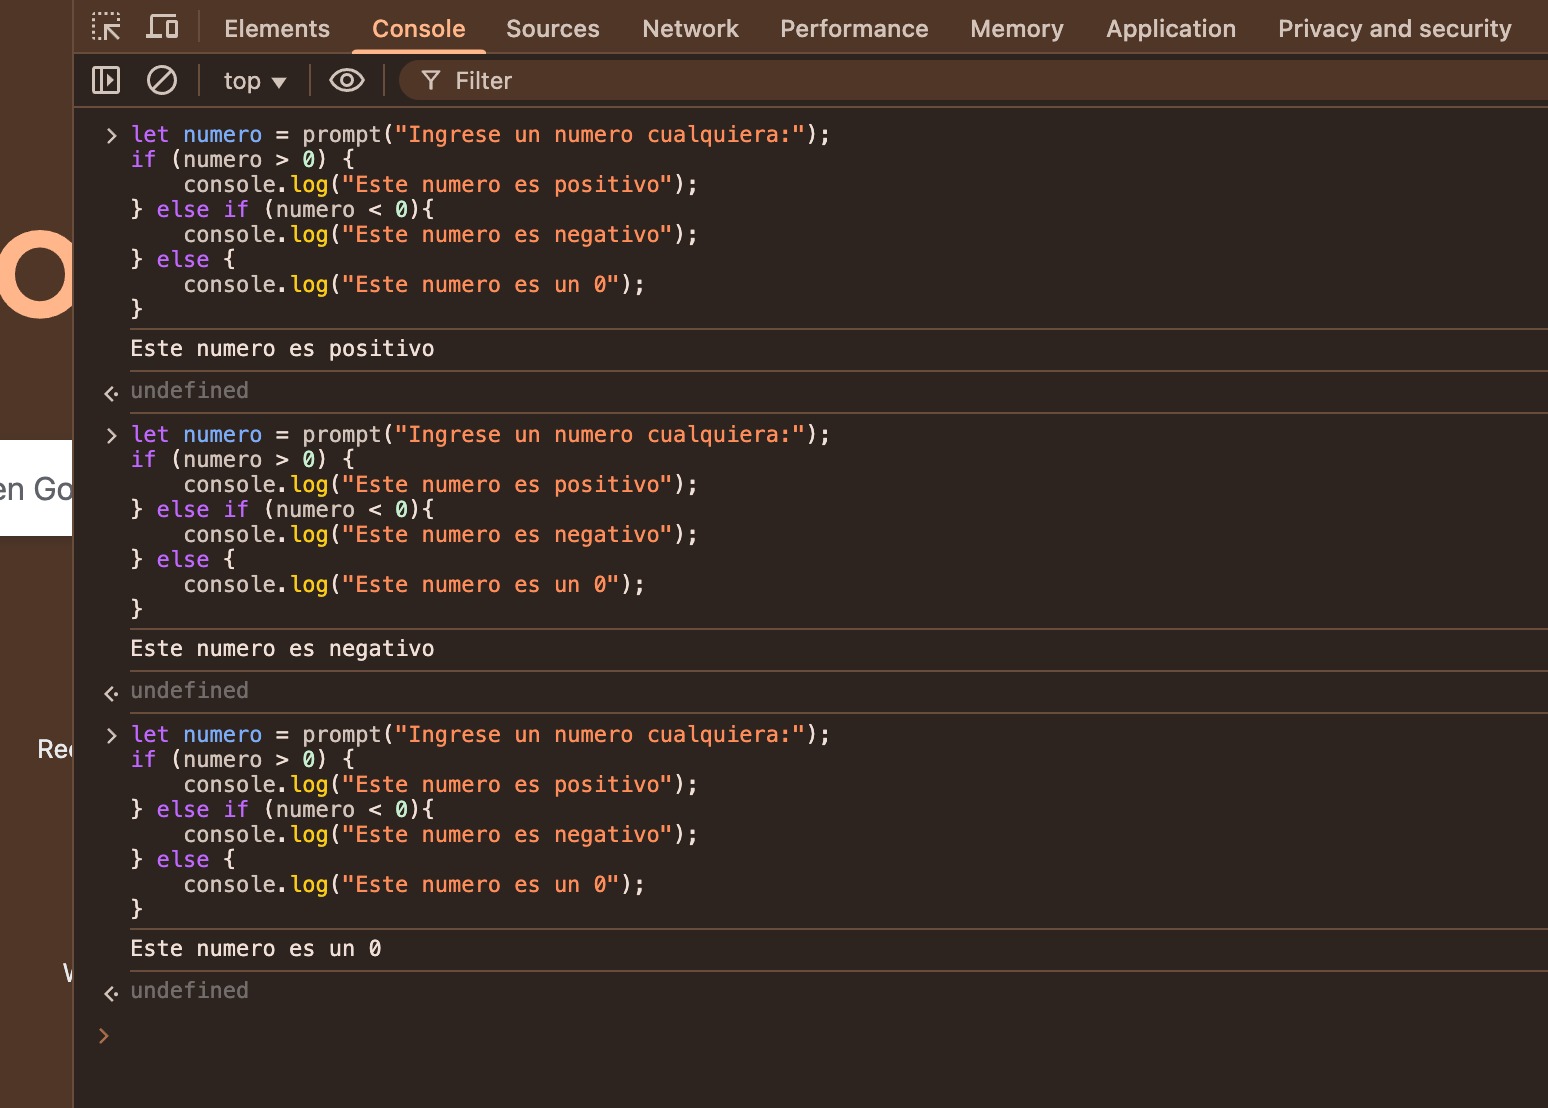 Elements Console Sources Network Performance Memory Application Privacy and security
top Filter
let numero = prompt("Ingrese un numero cualquiera:");
if (numero > 0) {
    console.log("Este numero es positivo");
} else if (numero < 0){
    console.log("Este numero es negativo");
} else {
    console.log("Este numero es un 0");
}
Este numero es positivo
undefined
let numero = prompt("Ingrese un numero cualquiera:");
if (numero > 0) {
    console.log("Este numero es positivo");
} else if (numero < 0){
    console.log("Este numero es negativo");
} else {
    console.log("Este numero es un 0");
}
Este numero es negativo
undefined
let numero = prompt("Ingrese un numero cualquiera:");
if (numero > 0) {
    console.log("Este numero es positivo");
} else if (numero < 0){
    console.log("Este numero es negativo");
} else {
    console.log("Este numero es un 0");
}
Este numero es un 0
undefined
en Go